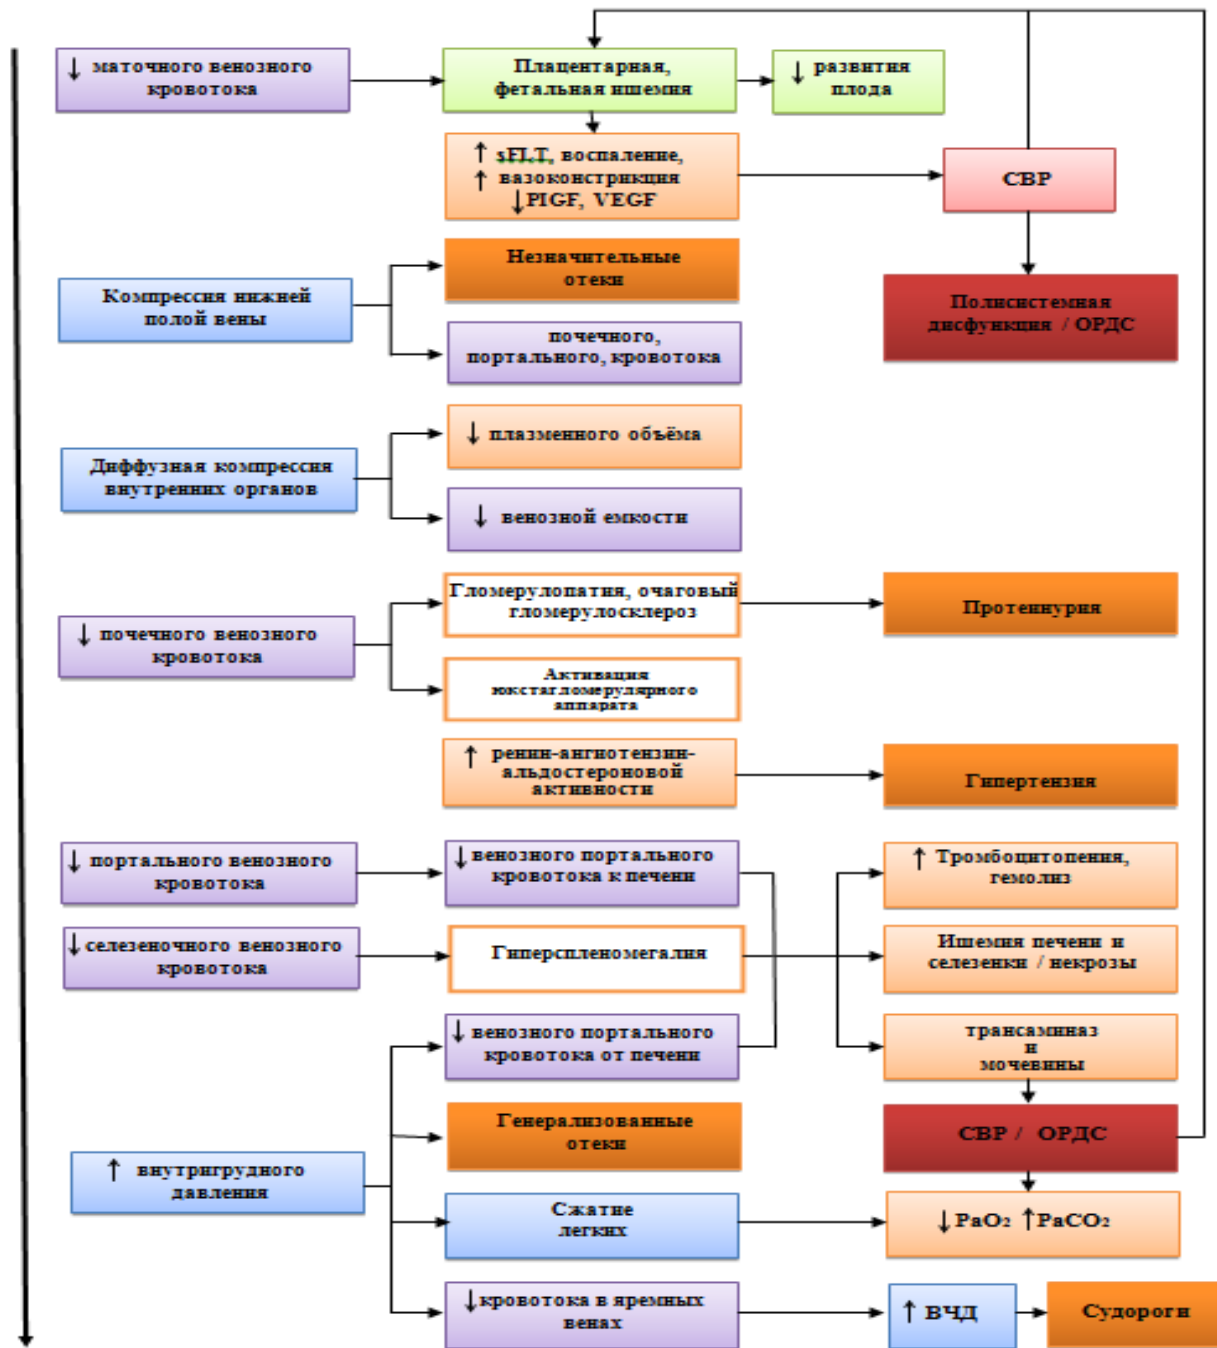 ↓ маточного венозного
кровотока
Плацентарная,
фетальная ишемия
↓ развития
плода
↑ sFLT, воспаление,
↑ вазоконстрикция
↓PIGF, VEGF
СВР
Полисистемная
дисфункция / ОРДС
Компрессия нижней
полой вены
Незначительные
отеки
почечного,
портального, кровотока
Диффузная компрессия
внутренних органов
↓ плазменного объёма
↓ венозной емкости
↓ почечного венозного
кровотока
Гломерулопатия, очаговый
гломерулосклероз
Протеинурия
Активация
юкстагломерулярного
аппарата
↑ ренин-ангиотензин-
альдостероновой
активности
Гипертензия
↓ портального венозного
кровотока
↓ венозного портального
кровотока к печени
↑ Тромбоцитопения,
гемолиз
↓ селезеночного венозного
кровотока
Гиперспленомегалия
Ишемия печени и
селезенки / некрозы
↓ венозного портального
кровотока от печени
трансаминаз
и
мочевины
Генерализованные
отеки
СВР / ОРДС
↑ внутригрудного
давления
Сжатие
легких
↓PaO₂ ↑PaCO₂
↓кровотока в яремных
венах
↑ ВЧД
Судороги